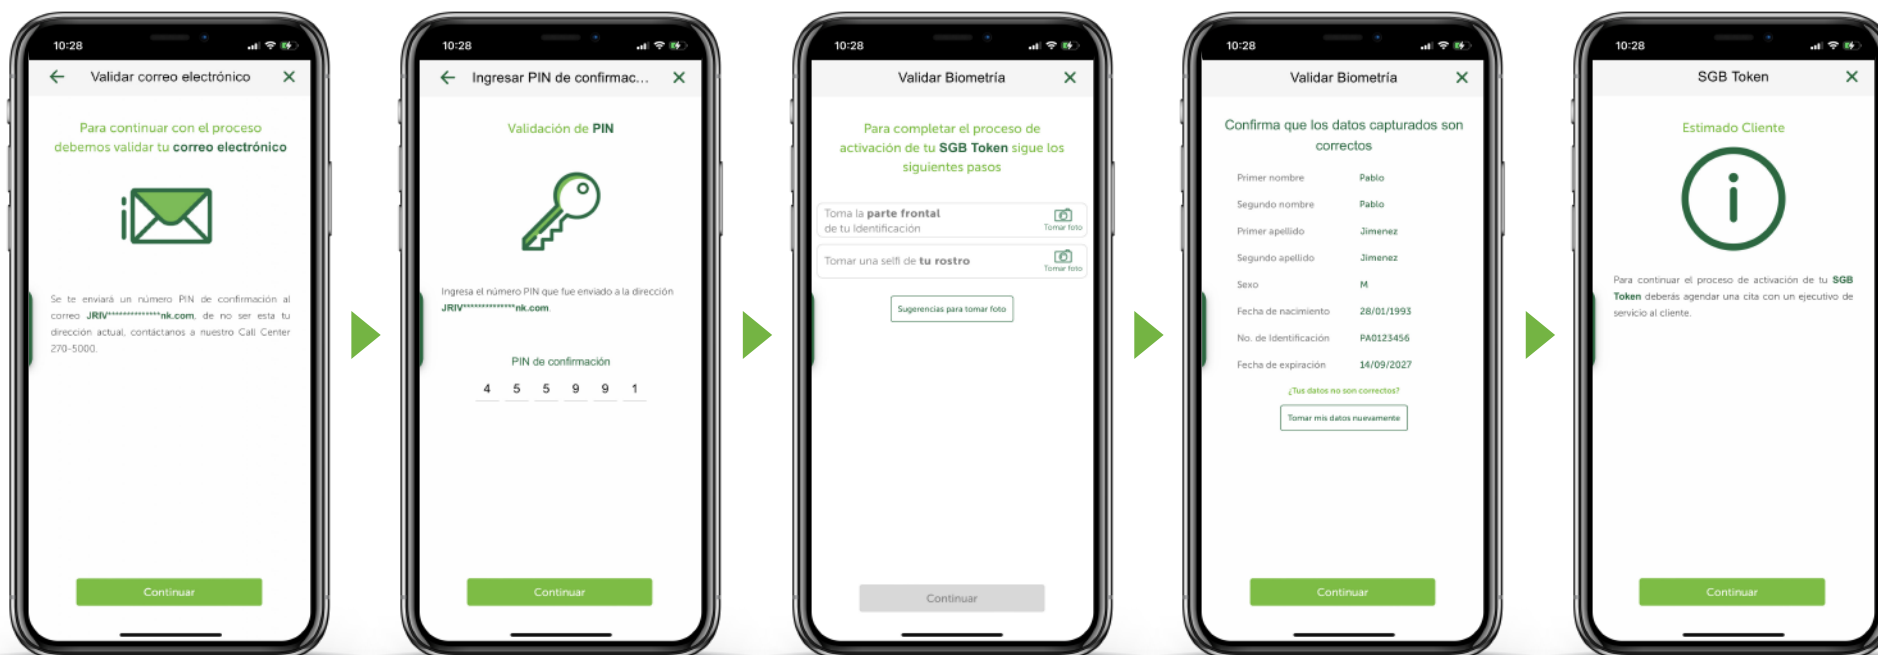 10:28
Validar correo electrónico
Para continuar con el proceso
debemos validar tu correo electrónico
Se te enviará un número PIN de confirmación al
correo JRIV**************nk.com, de no ser esta tu
dirección actual, contáctanos a nuestro Call Center
270-5000.
Continuar
10:28
Ingresar PIN de confirmac...
Validación de PIN
Ingresa el número PIN que fue enviado a la dirección
JRIV**************nk.com.
PIN de confirmación
4 5 5 9 9 1
Continuar
10:28
Validar Biometría
Para completar el proceso de
activación de tu SGB Token sigue los
siguientes pasos
Toma la parte frontal
de tu Identificación
Tomar foto
Tomar una selfi de tu rostro
Tomar foto
Sugerencias para tomar foto
Continuar
10:28
Validar Biometría
Confirma que los datos capturados son
correctos
Primer nombre Pablo
Segundo nombre Pablo
Primer apellido Jimenez
Segundo apellido Jimenez
Sexo M
Fecha de nacimiento 28/01/1993
No. de Identificación PA0123456
Fecha de expiración 14/09/2027
¿Tus datos no son correctos?
Tomar mis datos nuevamente
Continuar
10:28
SGB Token
Estimado Cliente
Para continuar el proceso de activación de tu SGB
Token deberás agendar una cita con un ejecutivo de
servicio al cliente.
Continuar